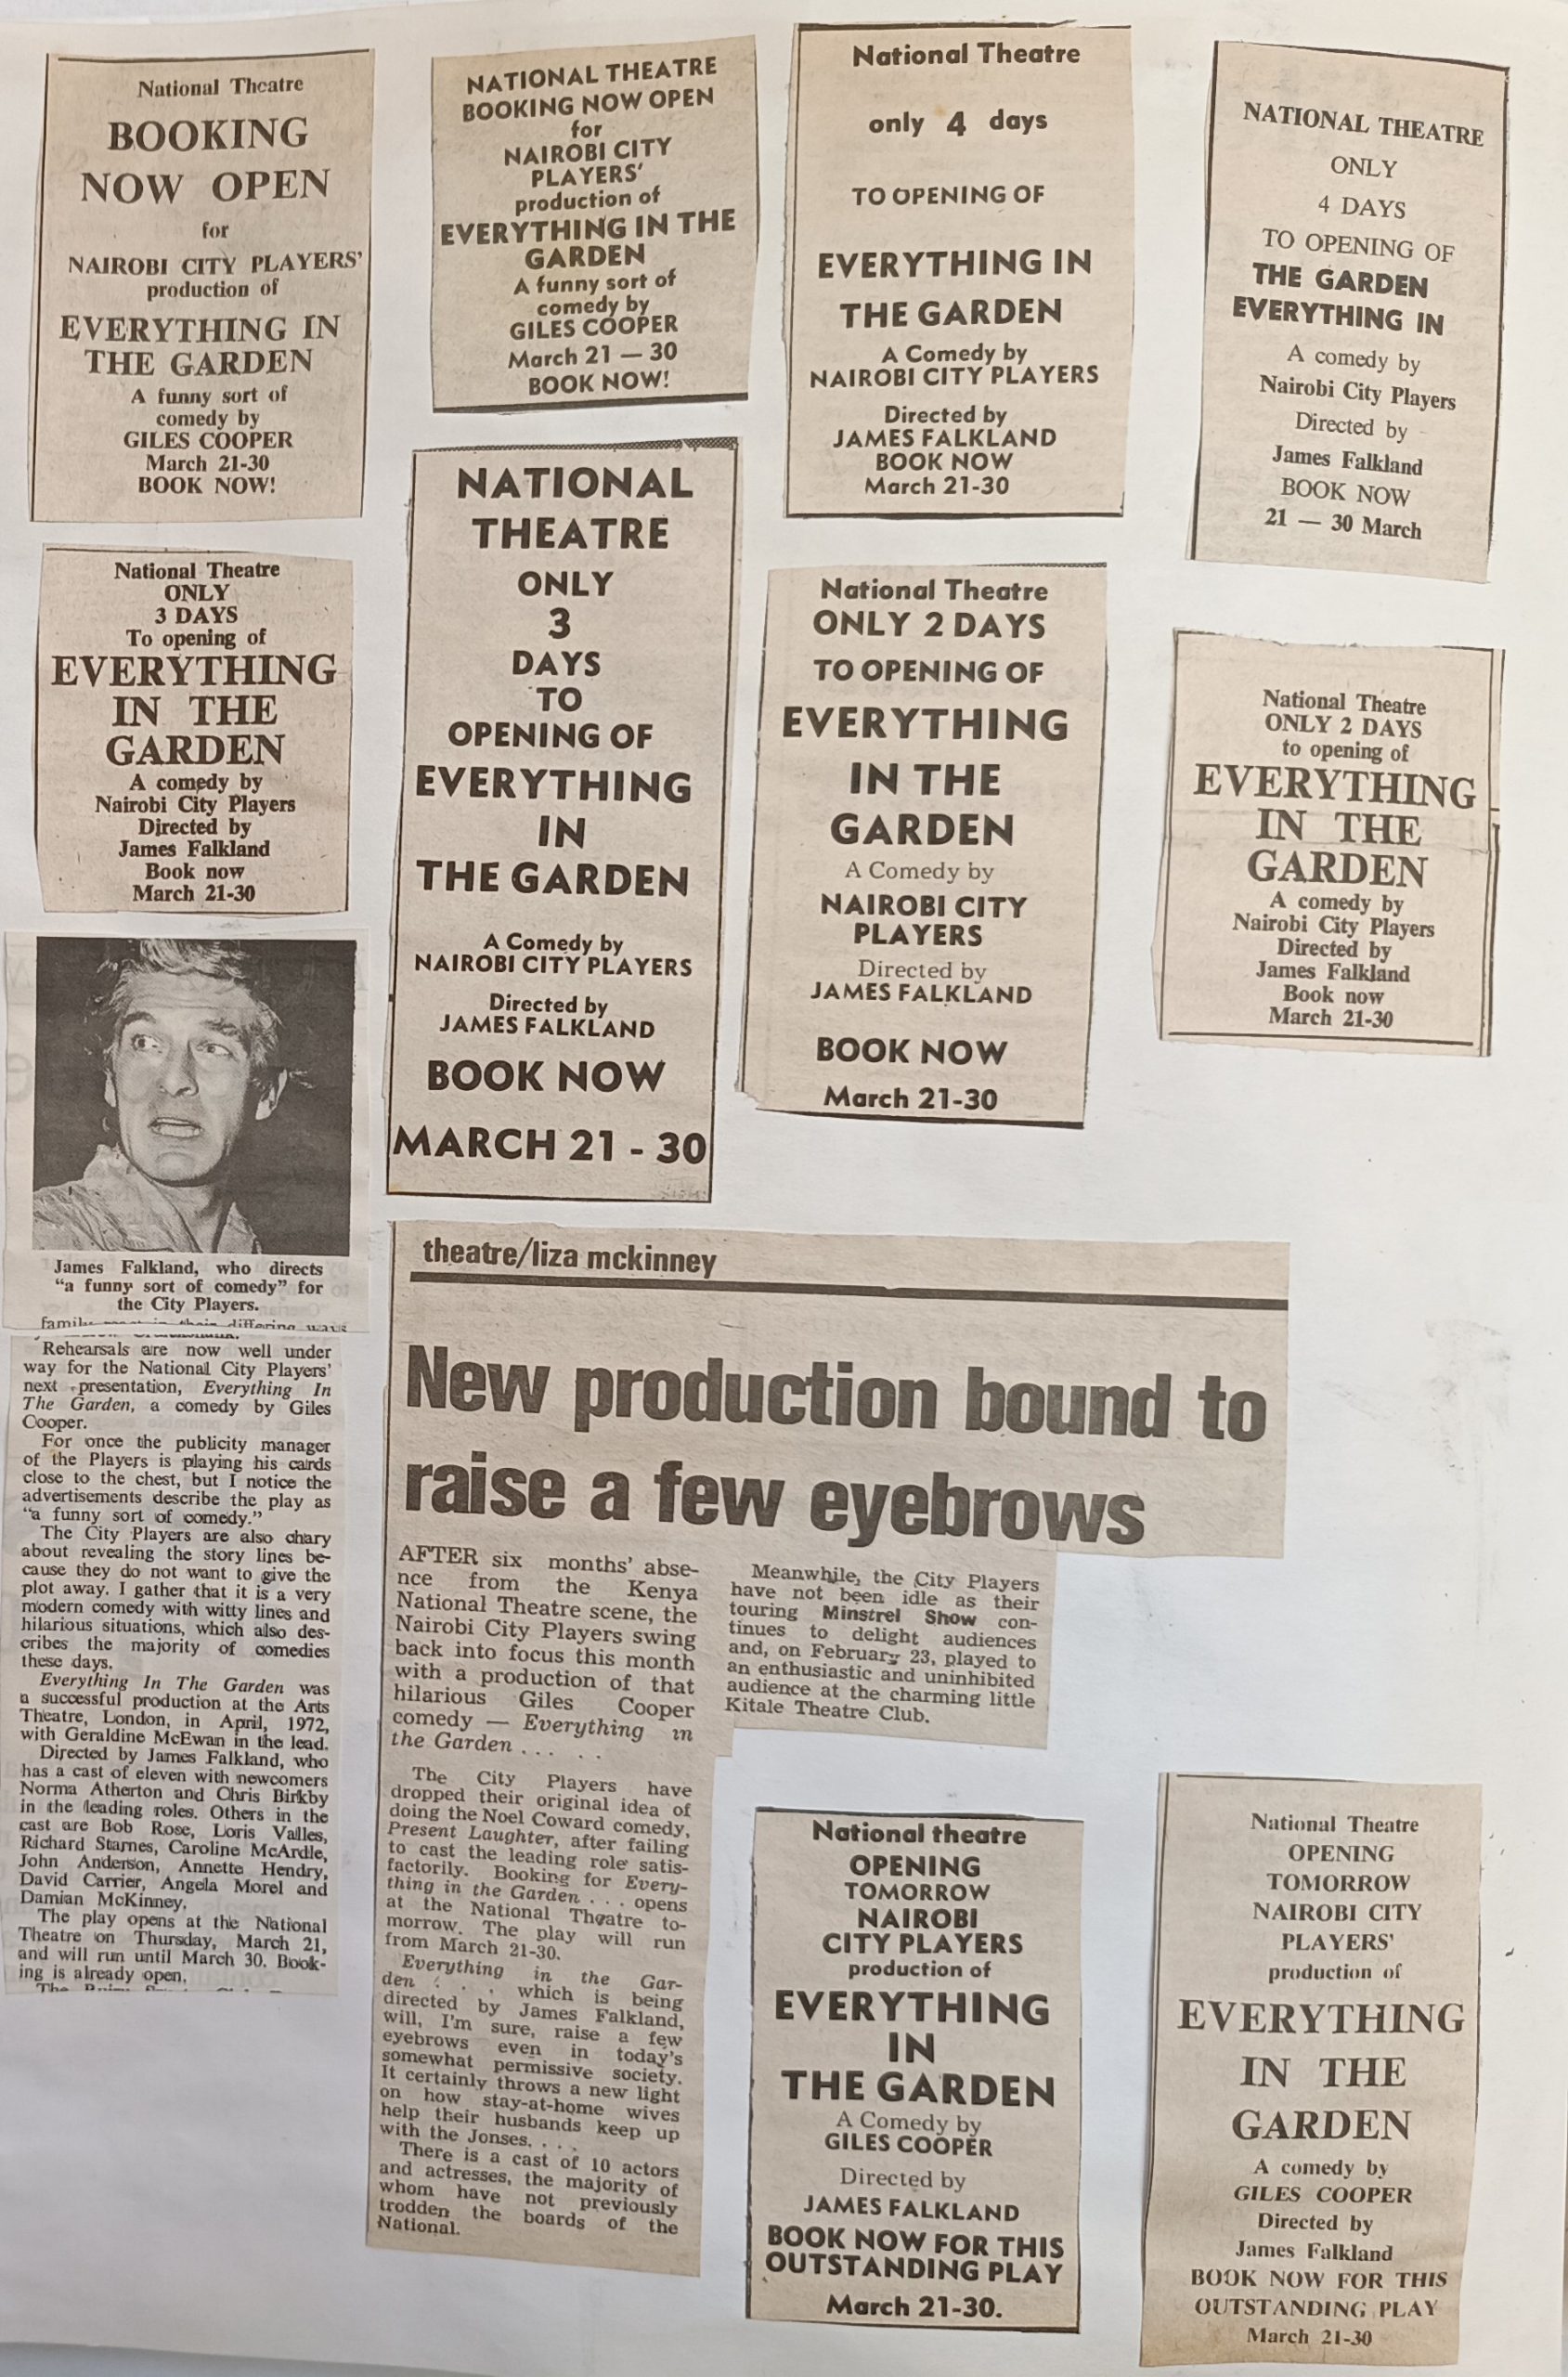 National Theatre
BOOKING
NOW OPEN
for
NAIROBI CITY PLAYERS'
production of
EVERYTHING IN
THE GARDEN
A funny sort of
comedy by
GILES COOPER
March 21-30
BOOK NOW!
NATIONAL THEATRE
BOOKING NOW OPEN
for
NAIROBI CITY
PLAYERS'
production of
EVERYTHING IN THE
GARDEN
A funny sort of
comedy by
GILES COOPER
March 21 — 30
BOOK NOW!
National Theatre
only 4 days
TO OPENING OF
EVERYTHING IN
THE GARDEN
A Comedy by
NAIROBI CITY PLAYERS
Directed by
JAMES FALKLAND
BOOK NOW
March 21-30
NATIONAL THEATRE
ONLY
4 DAYS
TO OPENING OF
THE GARDEN
EVERYTHING IN
A comedy by
Nairobi City Players
Directed by
James Falkland
BOOK NOW
21 — 30 March
National Theatre
ONLY
3 DAYS
To opening of
EVERYTHING
IN THE
GARDEN
A comedy by
Nairobi City Players
Directed by
James Falkland
Book now
March 21-30
NATIONAL
THEATRE
ONLY
3
DAYS
TO
OPENING OF
EVERYTHING
IN
THE GARDEN
A Comedy by
NAIROBI CITY PLAYERS
Directed by
JAMES FALKLAND
BOOK NOW
MARCH 21 - 30
National Theatre
ONLY 2 DAYS
TO OPENING OF
EVERYTHING
IN THE
GARDEN
A Comedy by
NAIROBI CITY
PLAYERS
Directed by
JAMES FALKLAND
BOOK NOW
March 21-30
National Theatre
ONLY 2 DAYS
to opening of
EVERYTHING
IN THE
GARDEN
A comedy by
Nairobi City Players
Directed by
James Falkland
Book now
March 21-30
James Falkland, who directs
"a funny sort of comedy" for
the City Players.
family meet in their differing ways
Rehearsals are now well under
way for the National City Players'
next presentation, Everything In
The Garden, a comedy by Giles
Cooper.
For once the publicity manager
of the Players is playing his cards
close to the chest, but I notice the
advertisements describe the play as
"a funny sort of comedy."
The City Players are also chary
about revealing the story lines be-
cause they do not want to give the
plot away. I gather that it is a very
modern comedy with witty lines and
hilarious situations, which also des-
cribes the majority of comedies
these days.
Everything In The Garden was
a successful production at the Arts
Theatre, London, in April, 1972,
with Geraldine McEwan in the lead.
Directed by James Falkland, who
has a cast of eleven with newcomers
Norma Atherton and Chris Birkby
in the leading roles. Others in the
cast are Bob Rose, Loris Valles,
Richard Starnes, Caroline McArdle,
John Anderson, Annette Hendry,
David Carrier, Angela Morel and
Damian McKinney.
The play opens at the National
Theatre on Thursday, March 21,
and will run until March 30. Book-
ing is already open.
theatre/liza mckinney
New production bound to
raise a few eyebrows
AFTER six months' abse-
nce from the Kenya
National Theatre scene, the
Nairobi City Players swing
back into focus this month
with a production of that
hilarious Giles Cooper
comedy — Everything in
the Garden . . . . .
The City Players have
dropped their original idea of
doing the Noel Coward comedy,
Present Laughter, after failing
to cast the leading role satis-
factorily. Booking for Every-
thing in the Garden . . . opens
at the National Theatre to-
morrow. The play will run
from March 21-30.
Everything in the Gar-
den . . . which is being
directed by James Falkland,
will, I'm sure, raise a few
eyebrows even in today's
somewhat permissive society.
It certainly throws a new light
on how stay-at-home wives
help their husbands keep up
with the Jonses. . . .
There is a cast of 10 actors
and actresses, the majority of
whom have not previously
trodden the boards of the
National.
Meanwhile, the City Players
have not been idle as their
touring Minstrel Show con-
tinues to delight audiences
and, on February 23, played to
an enthusiastic and uninhibited
audience at the charming little
Kitale Theatre Club.
National theatre
OPENING
TOMORROW
NAIROBI
CITY PLAYERS
production of
EVERYTHING
IN
THE GARDEN
A Comedy by
GILES COOPER
Directed by
JAMES FALKLAND
BOOK NOW FOR THIS
OUTSTANDING PLAY
March 21-30.
National Theatre
OPENING
TOMORROW
NAIROBI CITY
PLAYERS'
production of
EVERYTHING
IN THE
GARDEN
A comedy by
GILES COOPER
Directed by
James Falkland
BOOK NOW FOR THIS
OUTSTANDING PLAY
March 21-30